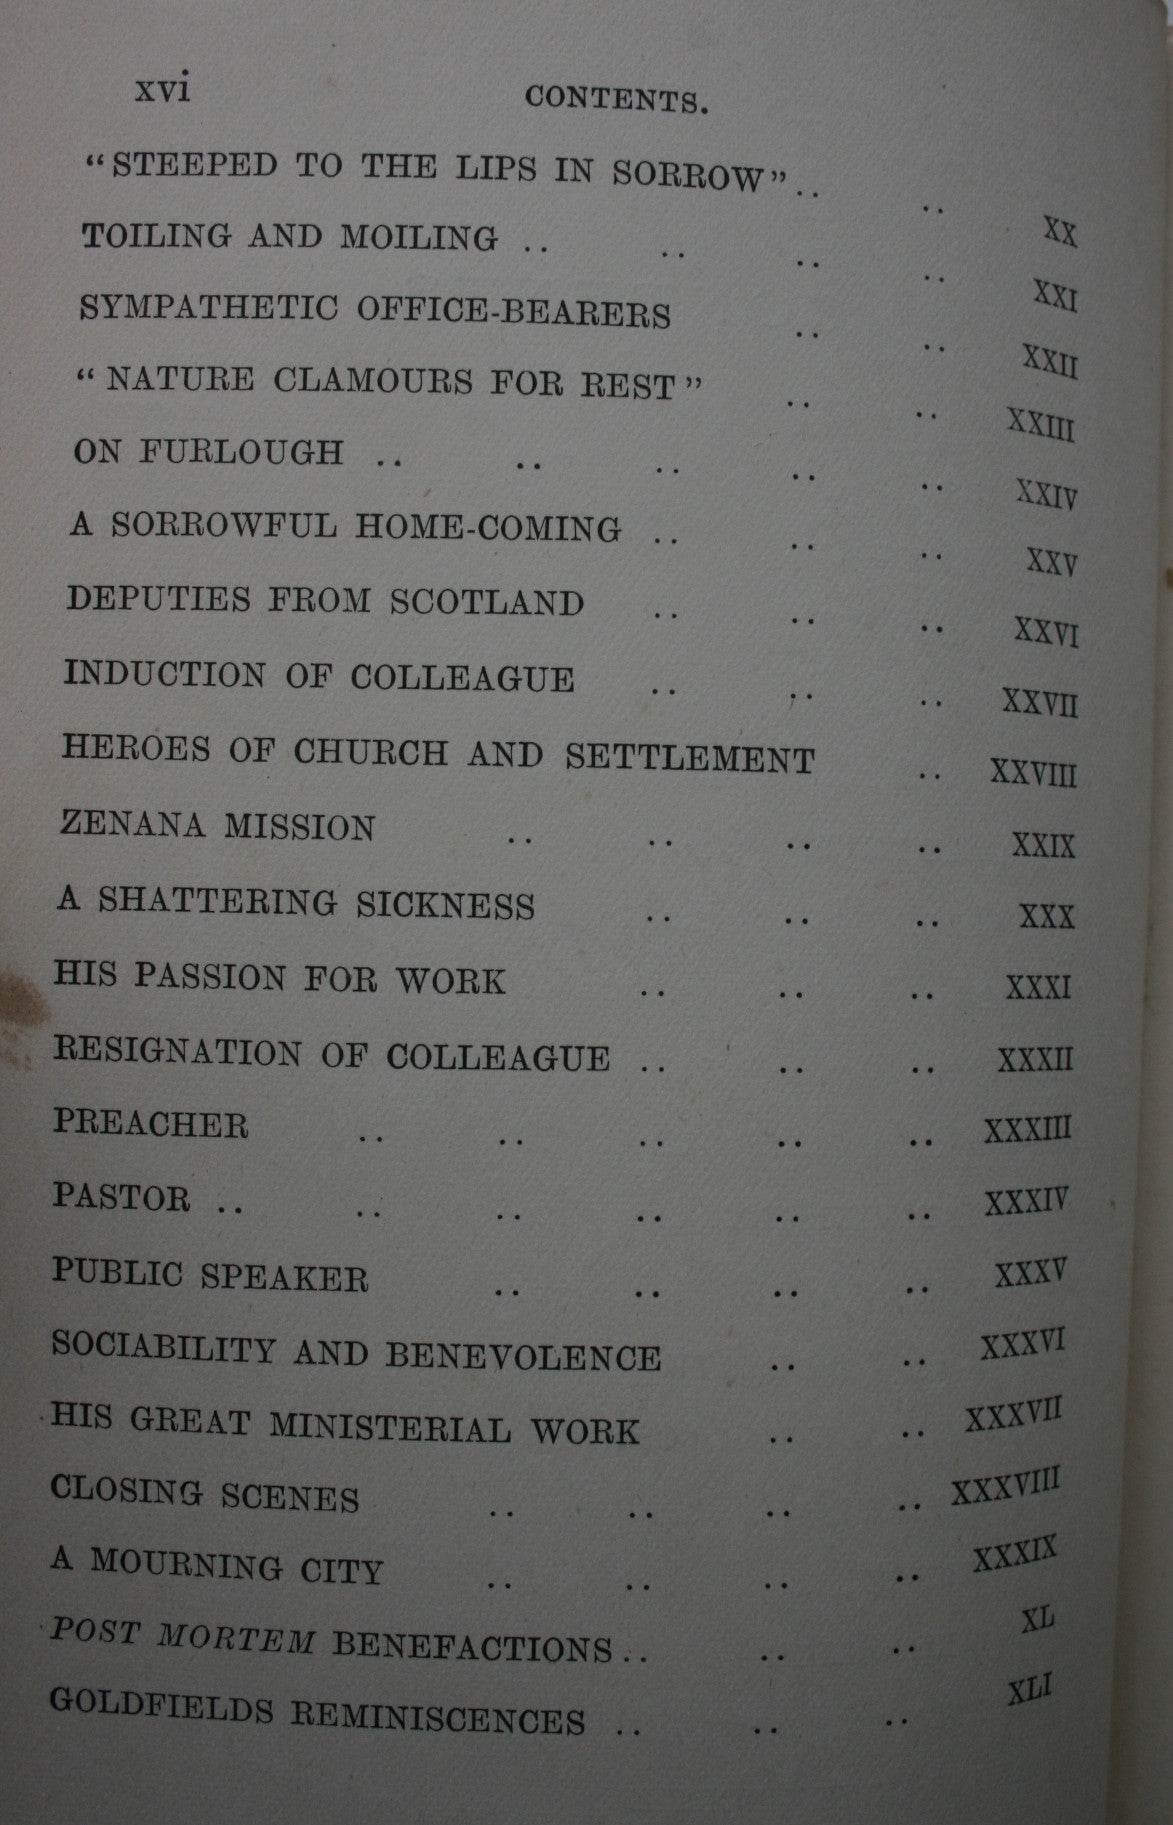 xvi CONTENTS.
"STEEPED TO THE LIPS IN SORROW" .. .. XX
TOILING AND MOILING .. .. .. .. XXI
SYMPATHETIC OFFICE-BEARERS .. .. XXII
"NATURE CLAMOURS FOR REST" .. .. XXIII
ON FURLOUGH .. .. .. .. .. XXIV
A SORROWFUL HOME-COMING .. .. .. XXV
DEPUTIES FROM SCOTLAND .. .. .. XXVI
INDUCTION OF COLLEAGUE .. .. .. XXVII
HEROES OF CHURCH AND SETTLEMENT .. XXVIII
ZENANA MISSION .. .. .. .. XXIX
A SHATTERING SICKNESS .. .. .. XXX
HIS PASSION FOR WORK .. .. .. XXXI
RESIGNATION OF COLLEAGUE .. .. .. XXXII
PREACHER .. .. .. .. .. XXXIII
PASTOR .. .. .. .. .. .. XXXIV
PUBLIC SPEAKER .. .. .. .. XXXV
SOCIABILITY AND BENEVOLENCE .. .. XXXVI
HIS GREAT MINISTERIAL WORK .. .. XXXVII
CLOSING SCENES .. .. .. .. XXXVIII
A MOURNING CITY .. .. .. .. XXXIX
POST MORTEM BENEFACTIONS .. .. .. XL
GOLDFIELDS REMINISCENCES .. .. .. XLI